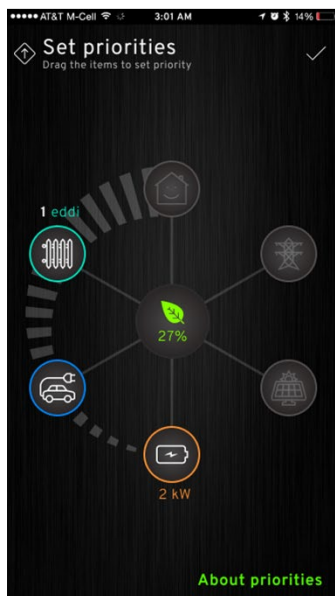 AT&T M-Cell 3:01 AM 14%
Set priorities
Drag the items to set priority
1 eddi
27%
2 kW
About priorities